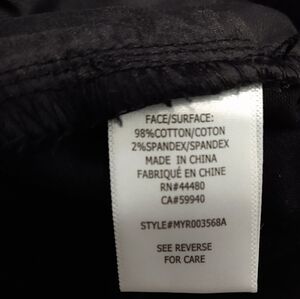 FACE/SURFACE:
98%COTTON/COTON
2%SPANDEX/SPANDEX
MADE IN CHINA
FABRIQUÉ EN CHINE
RN#44480
CA#59940
STYLE#MYR003568A
SEE REVERSE
FOR CARE